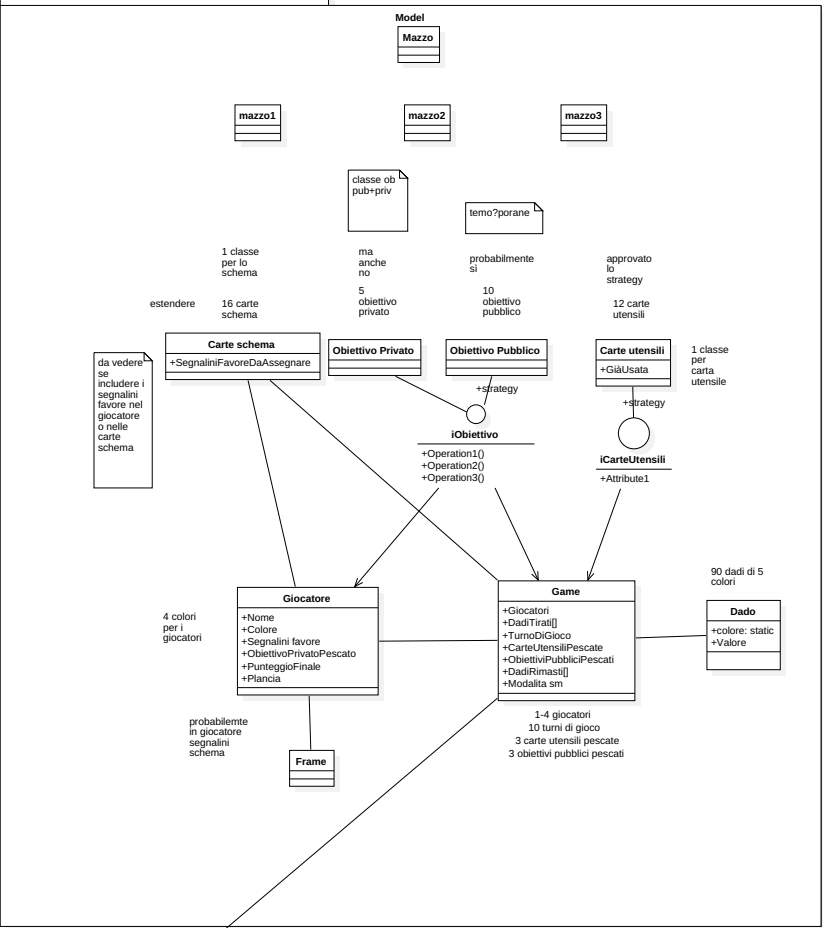 Model
Mazzo
mazzo1
mazzo2
mazzo3
classe ob
pub+priv
temo?porane
1 classe
per lo
schema
ma
anche
no
probabilmente
sì
approvato
lo
strategy
estendere
16 carte
schema
5
obiettivo
privato
10
obiettivo
pubblico
12 carte
utensili
da vedere
se
includere i
segnalini
favore nel
giocatore
o nelle
carte
schema
Carte schema
+SegnaliniFavoreDaAssegnare
Obiettivo Privato
Obiettivo Pubblico
Carte utensili
+GiàUsata
1 classe
per
carta
utensile
+strategy
+strategy
iObiettivo
+Operation1()
+Operation2()
+Operation3()
iCarteUtensili
+Attribute1
4 colori
per i
giocatori
Giocatore
+Nome
+Colore
+Segnalini favore
+ObiettivoPrivatoPescato
+PunteggioFinale
+Plancia
Game
+Giocatori
+DadiTirati[]
+TurnoDiGioco
+CarteUtensiliPescate
+ObiettiviPubbliciPescati
+DadiRimasti[]
+Modalita sm
90 dadi di 5
colori
Dado
+colore: static
+Valore
1-4 giocatori
10 turni di gioco
3 carte utensili pescate
3 obiettivi pubblici pescati
probabilemte
in giocatore
segnalini
schema
Frame